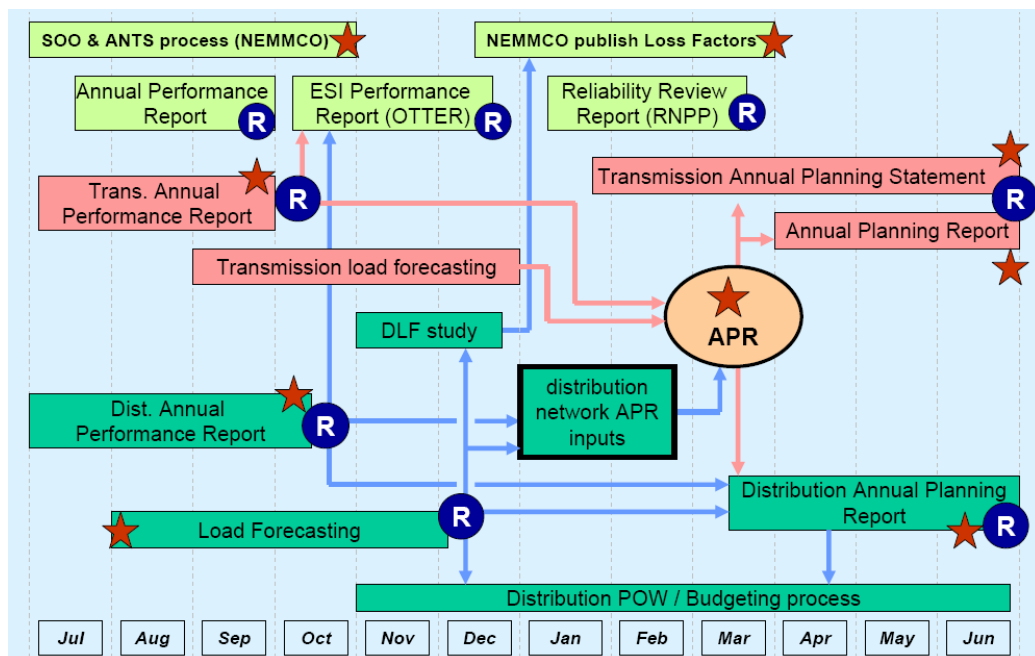 SOO & ANTS process (NEMMCO)
NEMMCO publish Loss Factors
Annual Performance
Report
R
ESI Performance
Report (OTTER)
R
Reliability Review
Report (RNPP)
R
Trans. Annual
Performance Report
R
Transmission Annual Planning Statement
R
Annual Planning Report
Transmission load forecasting
APR
DLF study
distribution
network APR
inputs
Dist. Annual
Performance Report
R
Load Forecasting
R
Distribution Annual Planning
Report
R
Distribution POW / Budgeting process
Jul
Aug
Sep
Oct
Nov
Dec
Jan
Feb
Mar
Apr
May
Jun